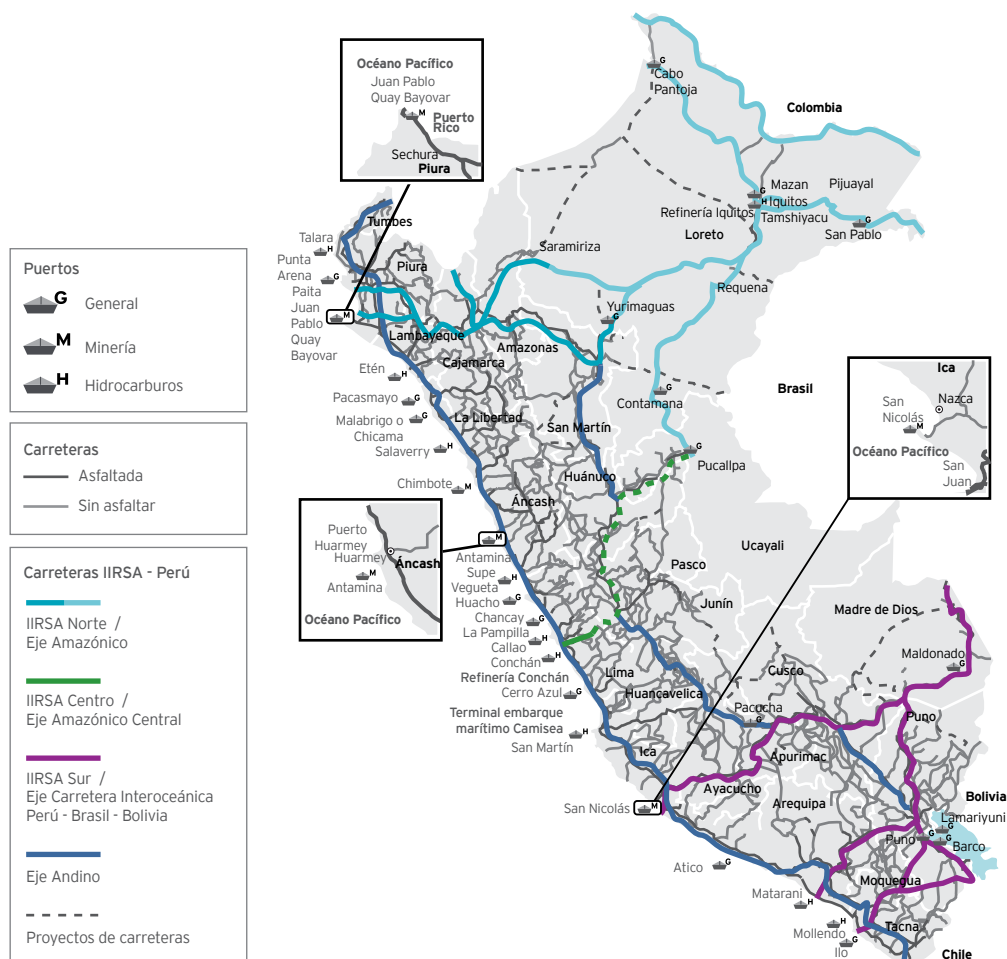 Océano Pacífico
Juan Pablo
Quay Bayovar
M
Puerto
Rico
Sechura
Piura
G
Cabo
Pantoja
Colombia
G
Mazan
H
Iquitos
Refinería Iquitos
Tamshiyacu
Pijuayal
G
San Pablo
Loreto
Requena
Saramiriza
Yurimaguas
G
Tumbes
Talara
H
Punta
Arena
G
Paita
Juan
Pablo
M
Quay
Bayovar
Piura
Lambayeque
Cajamarca
Amazonas
Etén
H
Pacasmayo
G
Malabrigo o
Chicama
G
Salaverry
H
La Libertad
San Martín
Contamana
G
Brasil
Pucallpa
G
Huánuco
Chimbote
M
Áncash
M
Antamina
Supe
H
Vegueta
Huacho
G
Chancay
G
La Pampilla
H
Callao
Conchán
H
Refinería Conchán
Cerro Azul
G
Terminal embarque
marítimo Camisea
H
San Martín
Pasco
Ucayali
Junín
Lima
Huancavelica
Ica
Madre de Dios
Maldonado
G
Cusco
Pacucha
G
Puno
Apurimac
Ayacucho
Arequipa
San Nicolás
M
Bolivia
Lamariyuni
G
Puno
G
G
Barco
Atico
G
Matarani
H
Moquegua
Mollendo
H
Ilo
G
Tacna
Chile
Ica
Nazca
San
Nicolás
M
Océano Pacífico
San
Juan
Puerto
Huarmey
Huarmey
Áncash
M
Antamina
Océano Pacífico
Puertos
G
General
M
Minería
H
Hidrocarburos
Carreteras
Asfaltada
Sin asfaltar
Carreteras IIRSA - Perú
IIRSA Norte /
Eje Amazónico
IIRSA Centro /
Eje Amazónico Central
IIRSA Sur /
Eje Carretera Interoceánica
Perú - Brasil - Bolivia
Eje Andino
Proyectos de carreteras